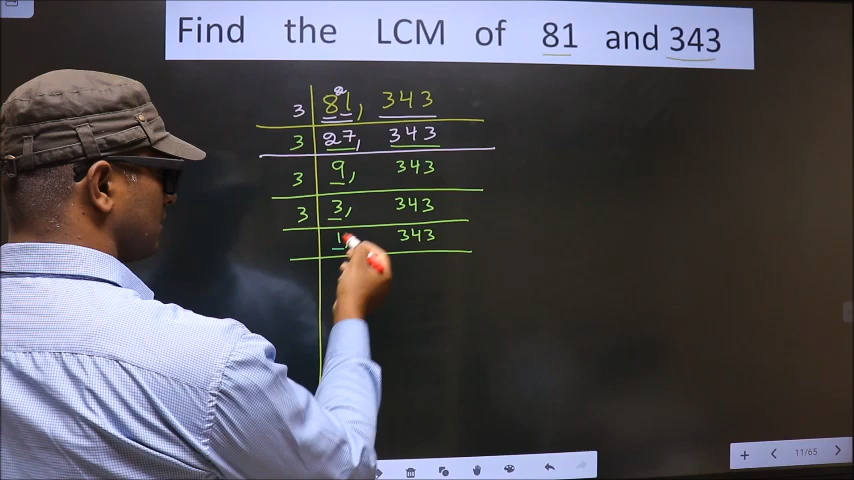 Find the LCM of 81 and 343
3 81, 343
3 27, 343
3 9, 343
3 3, 343
1, 343
11/65